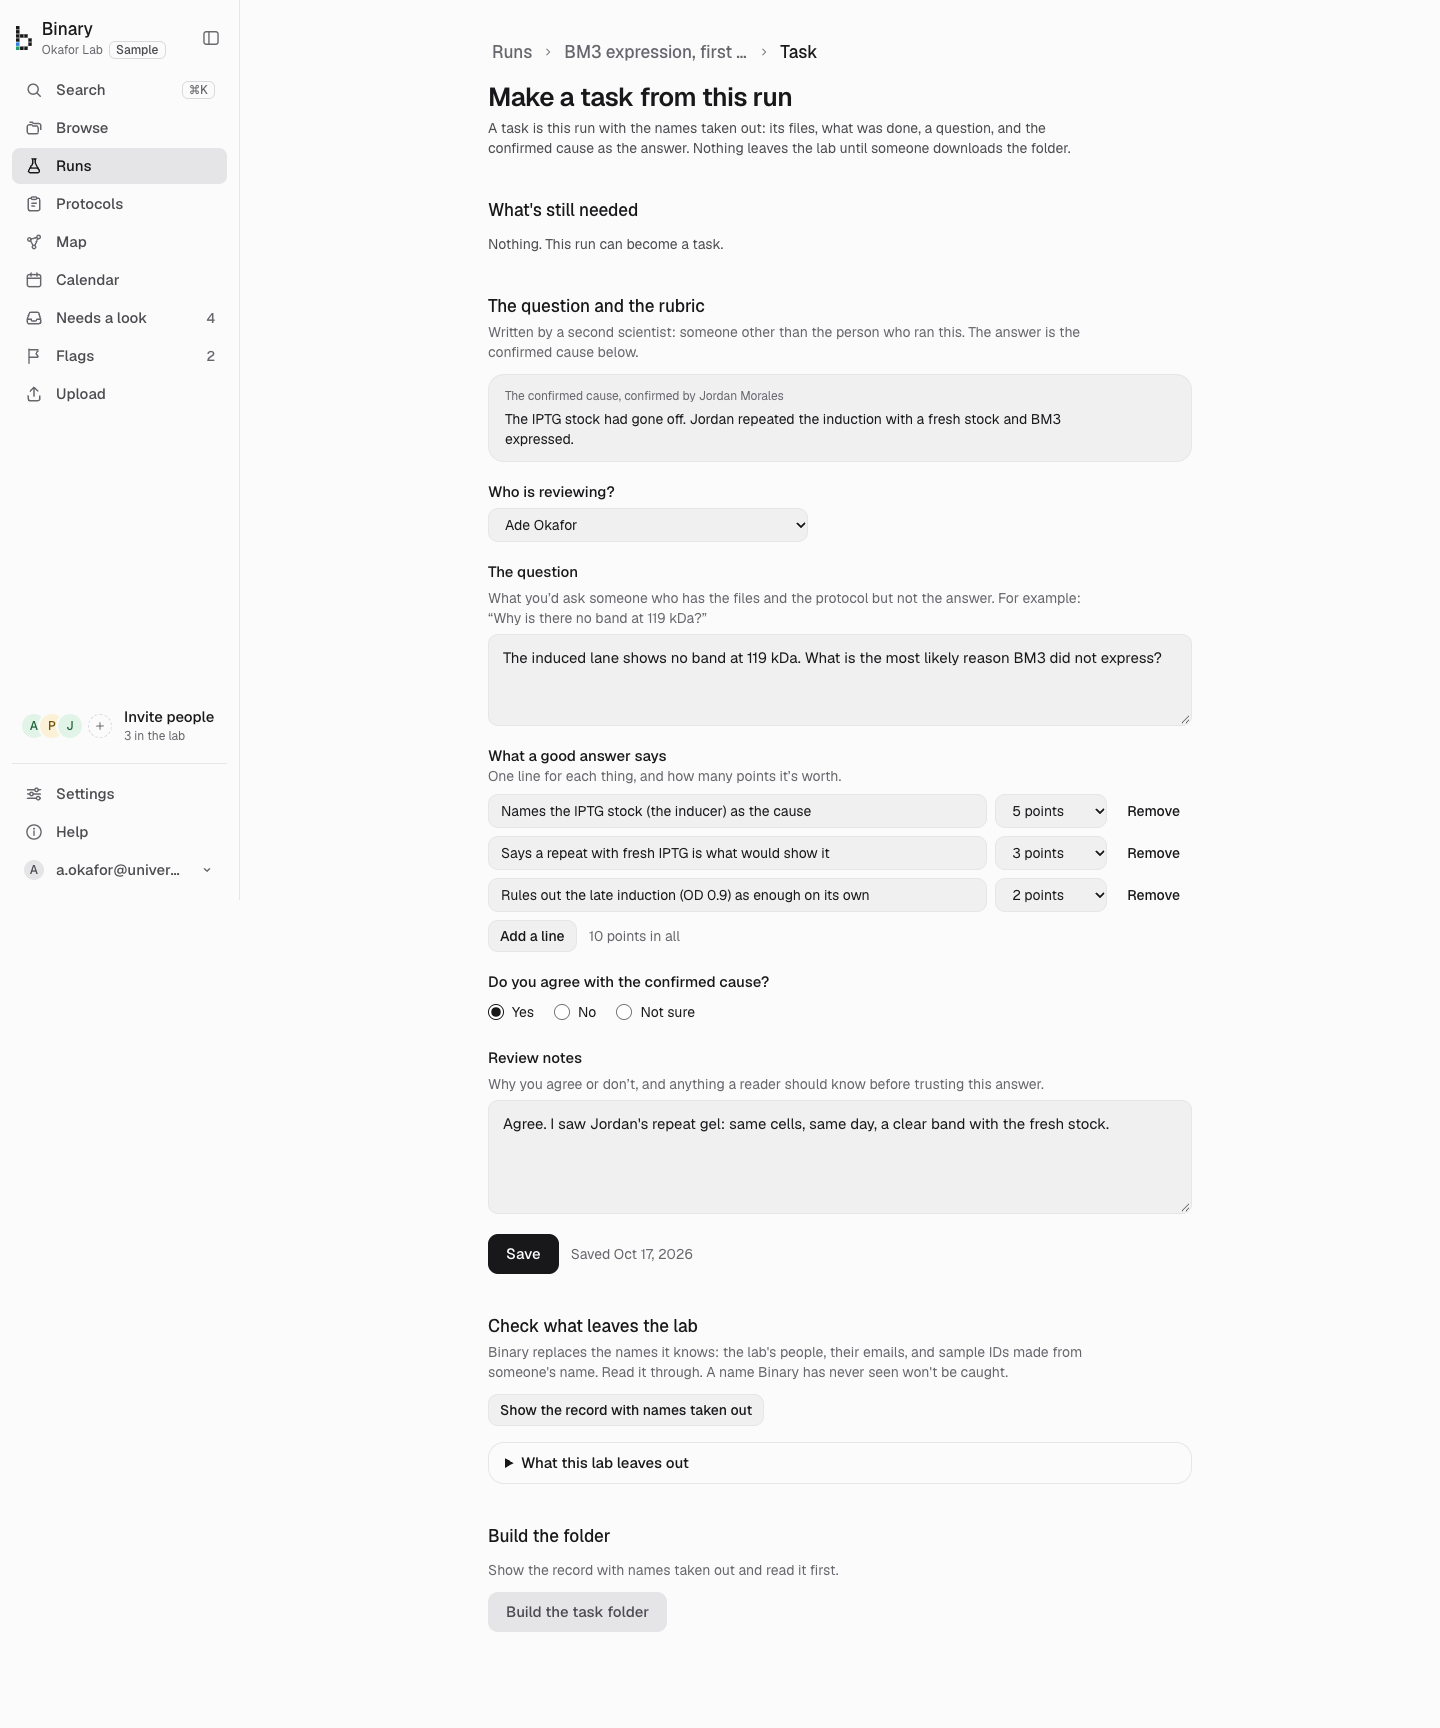 Binary
Okafor Lab Sample
Search ⌘K
Browse
Runs
Protocols
Map
Calendar
Needs a look 4
Flags 2
Upload
A P J +
Invite people
3 in the lab
Settings
Help
A a.okafor@univer...
Runs > BM3 expression, first ... > Task
Make a task from this run
A task is this run with the names taken out: its files, what was done, a question, and the
confirmed cause as the answer. Nothing leaves the lab until someone downloads the folder.
What's still needed
Nothing. This run can become a task.
The question and the rubric
Written by a second scientist: someone other than the person who ran this. The answer is the
confirmed cause below.
The confirmed cause, confirmed by Jordan Morales
The IPTG stock had gone off. Jordan repeated the induction with a fresh stock and BM3
expressed.
Who is reviewing?
Ade Okafor
The question
What you’d ask someone who has the files and the protocol but not the answer. For example:
“Why is there no band at 119 kDa?”
The induced lane shows no band at 119 kDa. What is the most likely reason BM3 did not express?
What a good answer says
One line for each thing, and how many points it’s worth.
Names the IPTG stock (the inducer) as the cause 5 points Remove
Says a repeat with fresh IPTG is what would show it 3 points Remove
Rules out the late induction (OD 0.9) as enough on its own 2 points Remove
Add a line 10 points in all
Do you agree with the confirmed cause?
Yes No Not sure
Review notes
Why you agree or don’t, and anything a reader should know before trusting this answer.
Agree. I saw Jordan's repeat gel: same cells, same day, a clear band with the fresh stock.
Save Saved Oct 17, 2026
Check what leaves the lab
Binary replaces the names it knows: the lab's people, their emails, and sample IDs made from
someone's name. Read it through. A name Binary has never seen won't be caught.
Show the record with names taken out
What this lab leaves out
Build the folder
Show the record with names taken out and read it first.
Build the task folder